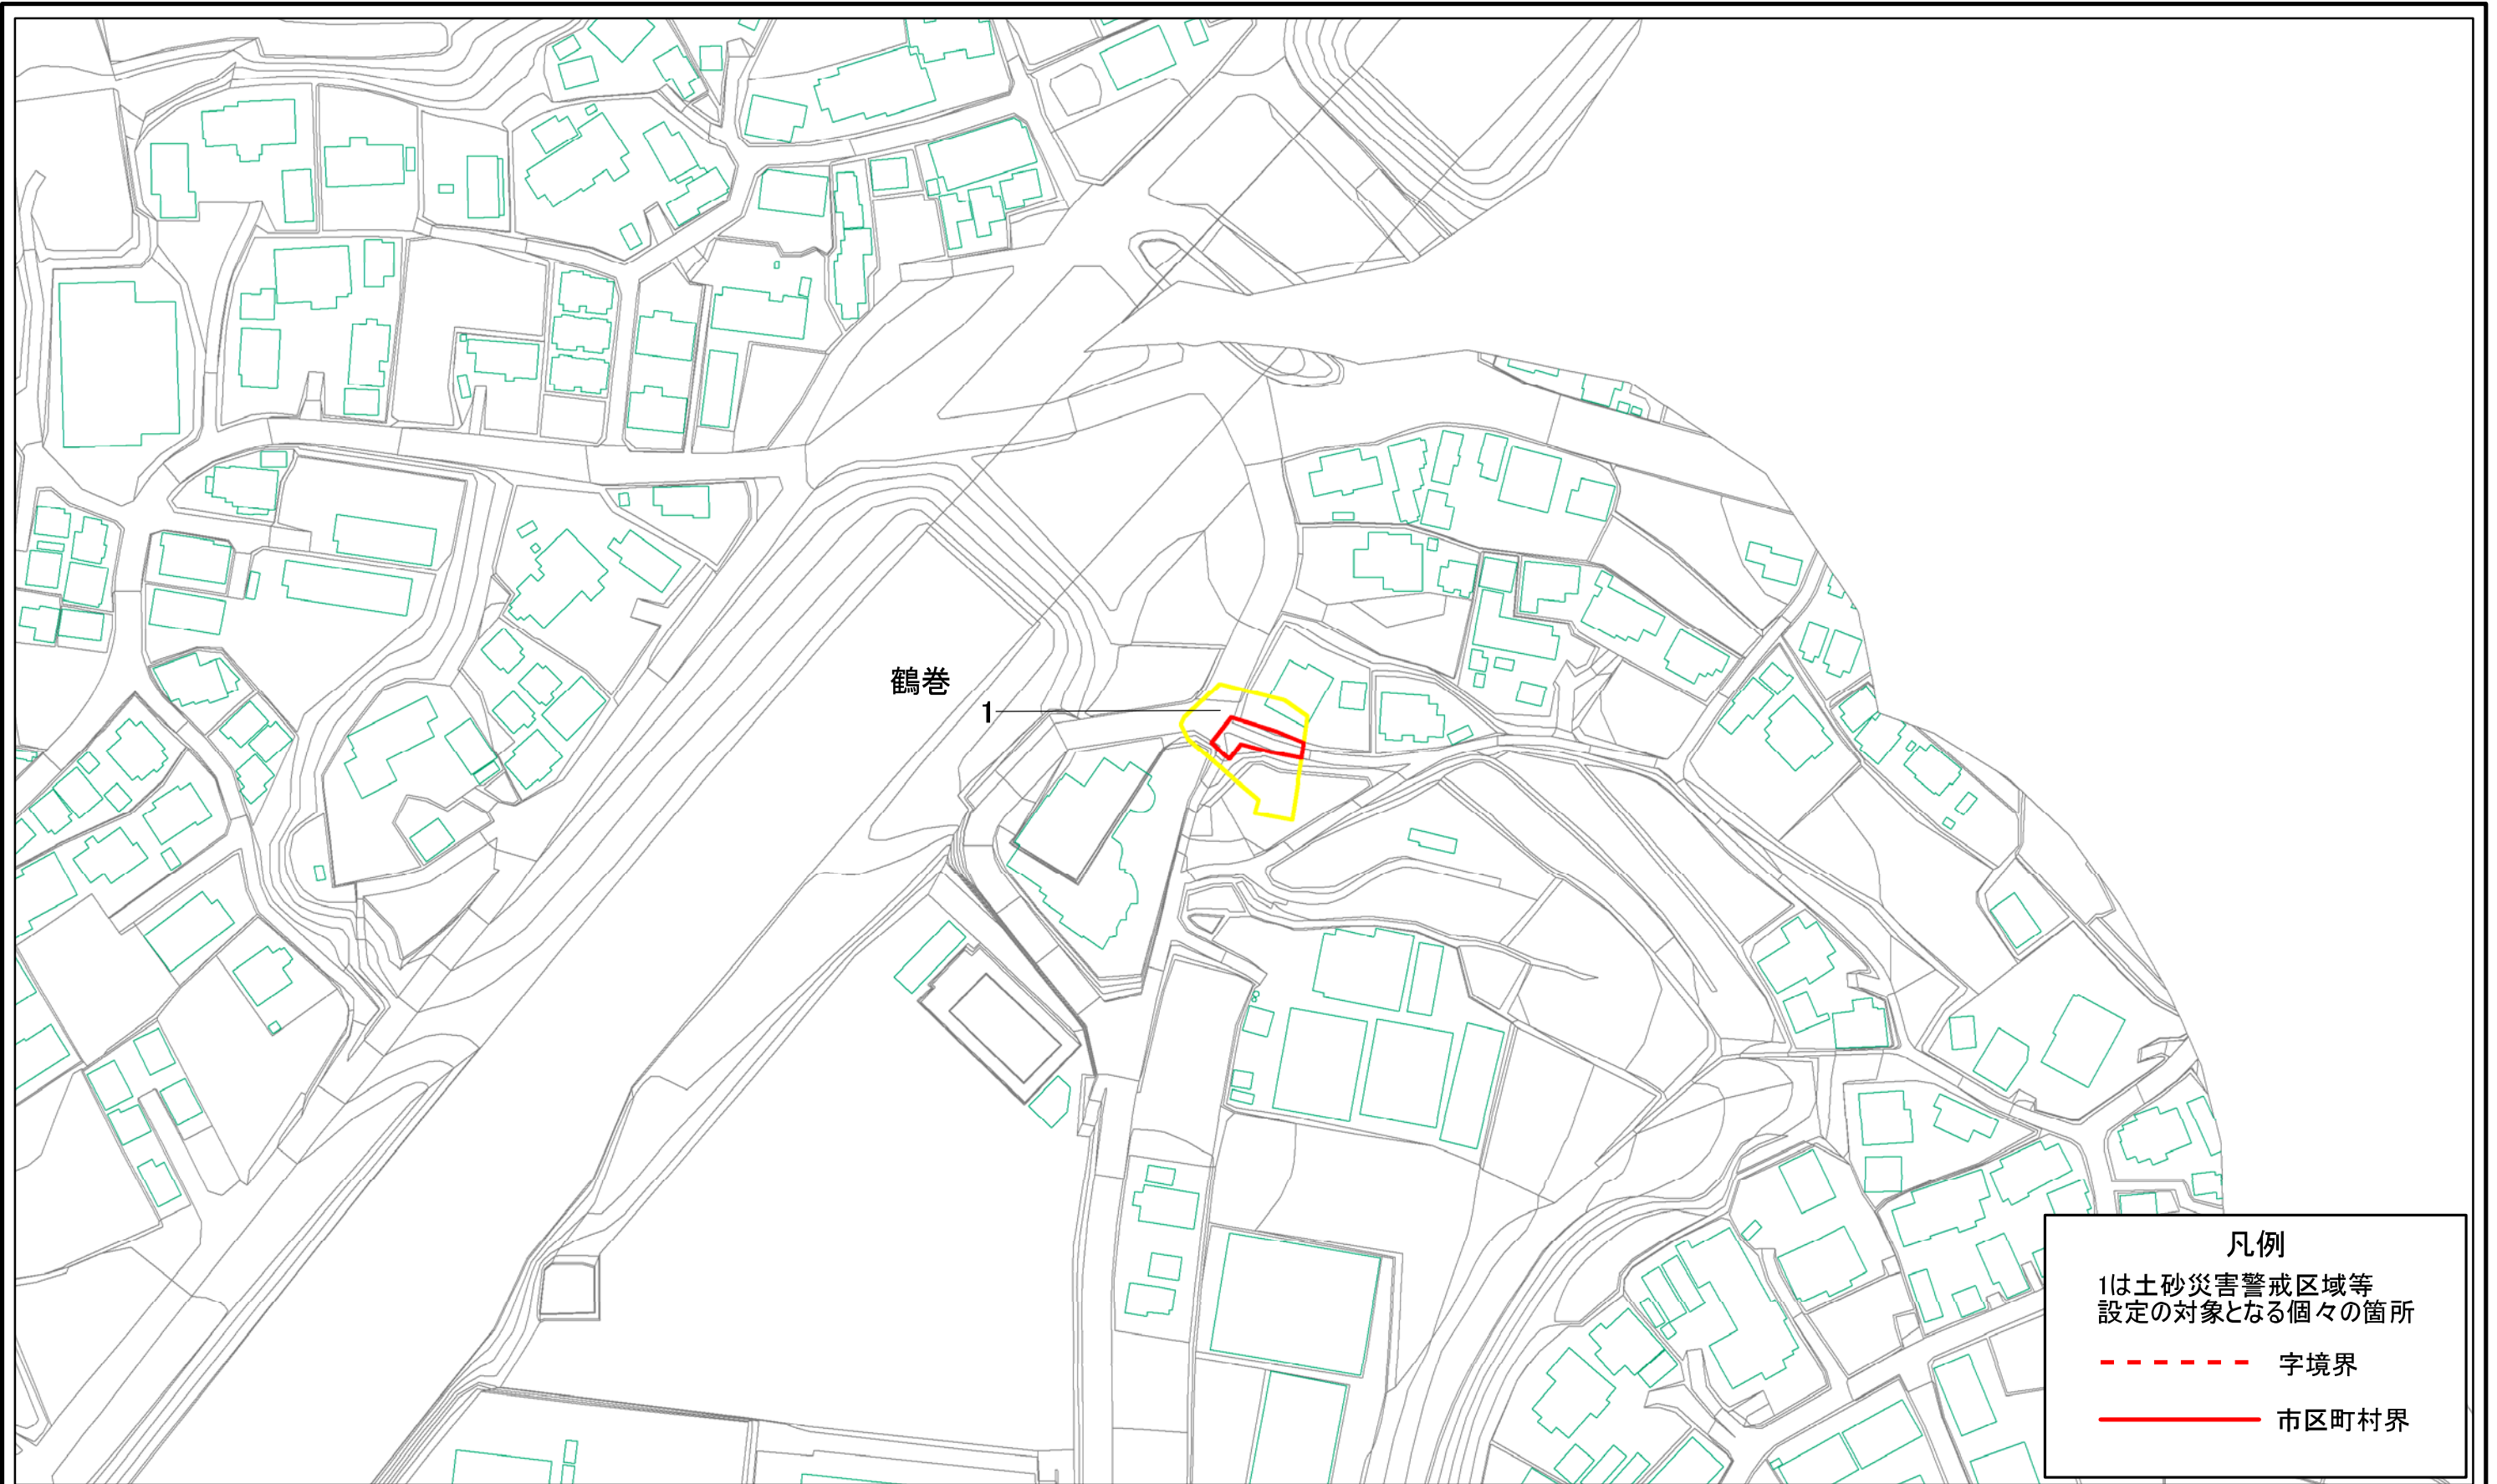 鶴巻
1
凡例
1は土砂災害警戒区域等
設定の対象となる個々の箇所
字境界
市区町村界